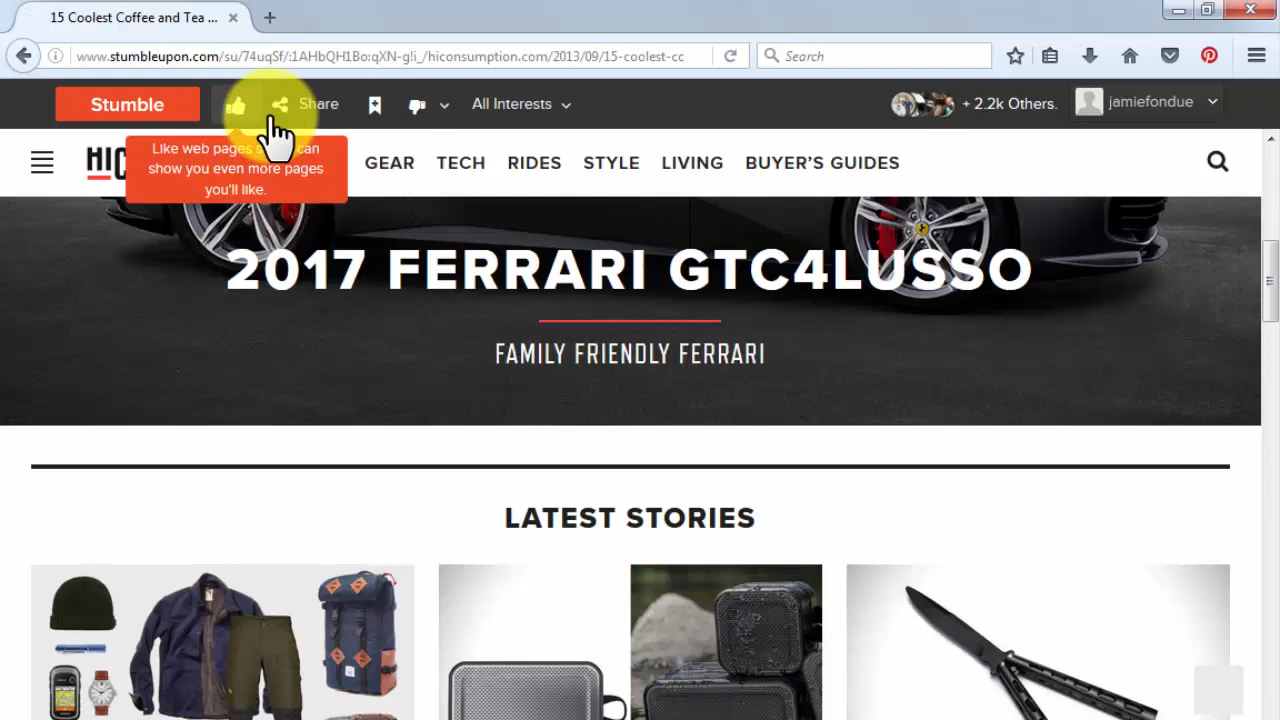 15 Coolest Coffee and Tea ...
www.stumbleupon.com/su/74uqSf/:1AHbQH1Bo:qXN-g!i_/hiconsumption.com/2013/09/15-coolest-cc
Search
Stumble
Share
All Interests
+ 2.2k Others.
jamiefondue
Like web pages can
show you even more pages
you'll like.
HIC
GEAR TECH RIDES STYLE LIVING BUYER'S GUIDES
2017 FERRARI GTC4LUSSO
FAMILY FRIENDLY FERRARI
LATEST STORIES